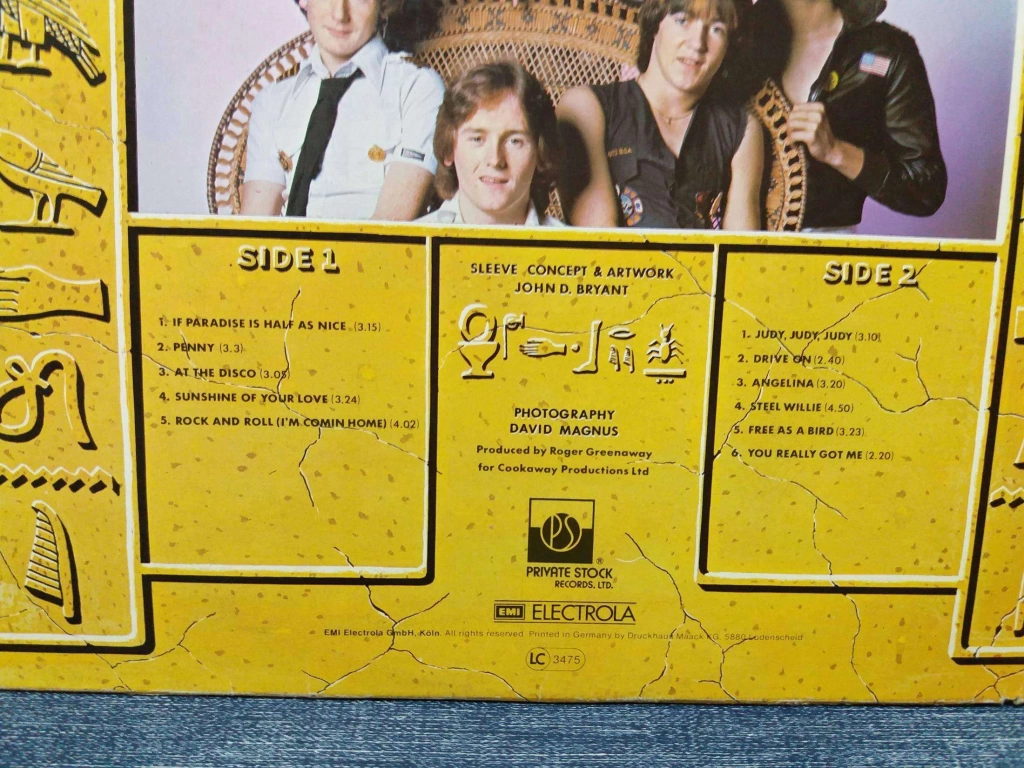 SIDE 1
1. IF PARADISE IS HALF AS NICE (3.15)
2. PENNY (3.3)
3. AT THE DISCO (3.05)
4. SUNSHINE OF YOUR LOVE (3.24)
5. ROCK AND ROLL (I'M COMIN HOME) (4.02)
SLEEVE CONCEPT & ARTWORK
JOHN D. BRYANT
PHOTOGRAPHY
DAVID MAGNUS
Produced by Roger Greenaway
for Cookaway Productions Ltd
PS
®
PRIVATE STOCK
RECORDS, LTD.
EMI ELECTROLA
EMI Electrola GmbH, Köln. All rights reserved Printed in Germany by Druckhaus Maack KG, 5880 Lüdenscheid
LC 3475
SIDE 2
1. JUDY, JUDY, JUDY (3.10)
2. DRIVE ON (2.40)
3. ANGELINA (3.20)
4. STEEL WILLIE (4.50)
5. FREE AS A BIRD (3.23)
6. YOU REALLY GOT ME (2.20)